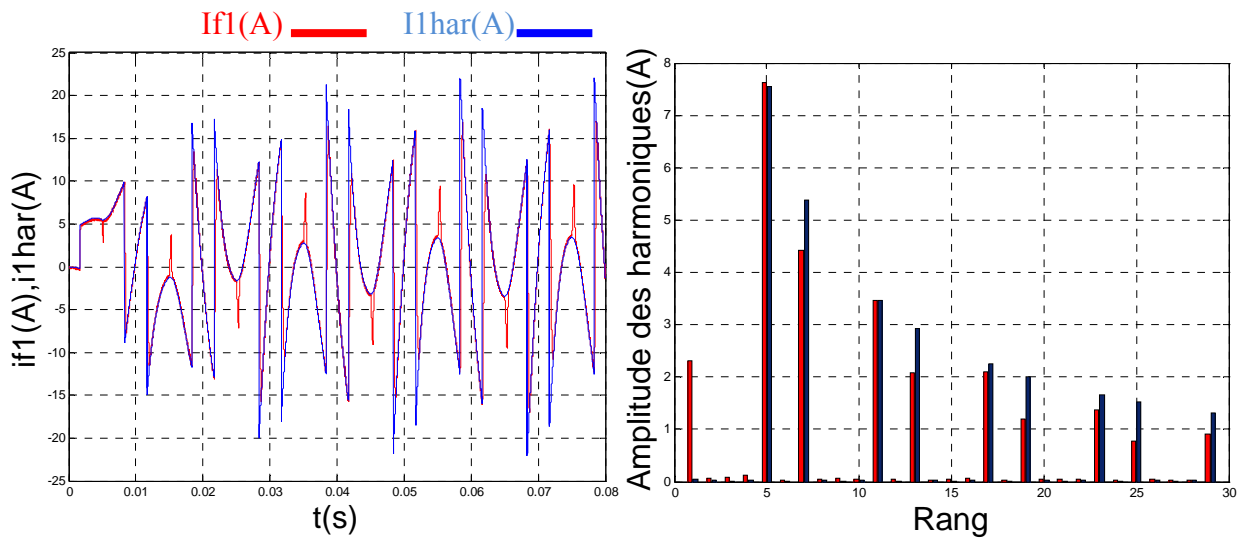 If1(A) I1har(A)
if1(A),i1har(A)
25
20
15
10
5
0
-5
-10
-15
-20
-25
0 0.01 0.02 0.03 0.04 0.05 0.06 0.07 0.08
t(s)
Amplitude des harmoniques(A)
8
7
6
5
4
3
2
1
0
0 5 10 15 20 25 30
Rang